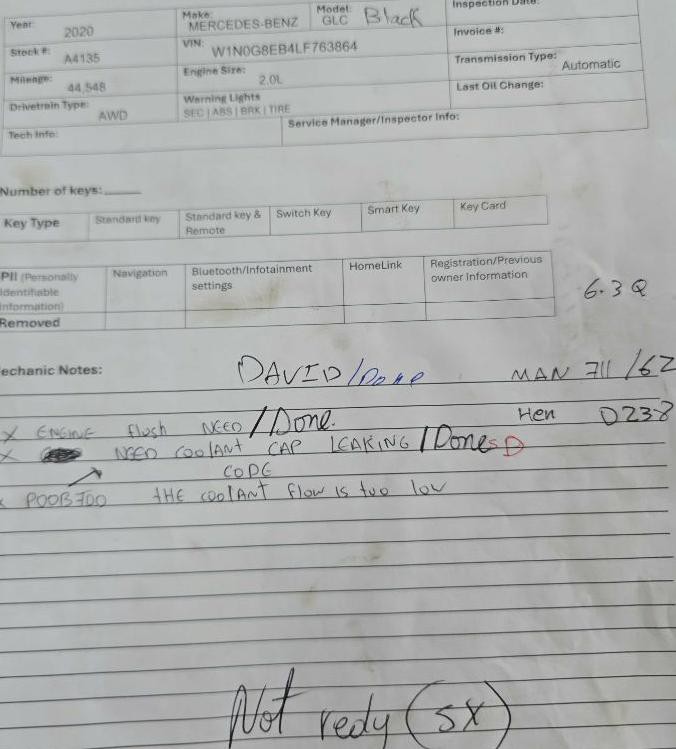 Year: 2020 Make: MERCEDES-BENZ Model: GLC Black Inspection Date:
Stock #: A4135 VIN: W1N0G8EB4LF763864 Invoice #:
Mileage: 44,548 Engine Size: 2.0L Transmission Type: Automatic
Drivetrain Type: AWD Warning Lights SEC | ABS | BRK | TIRE Last Oil Change:
Tech Info: Service Manager/Inspector Info:
Number of keys:
Key Type Standard key Standard key & Remote Switch Key Smart Key Key Card
PII (Personally Identifiable Information) Removed Navigation Bluetooth/Infotainment settings HomeLink Registration/Previous owner Information
6.3 Q
echanic Notes: DAVID/Done MAN 711/62
X ENGINE flush NEED/Done. Hen D238
X NEED coolANT CAP LEAKING/Done D
CODE
X P00B700 tHE coolANT flow is too low
Not redy (5X)